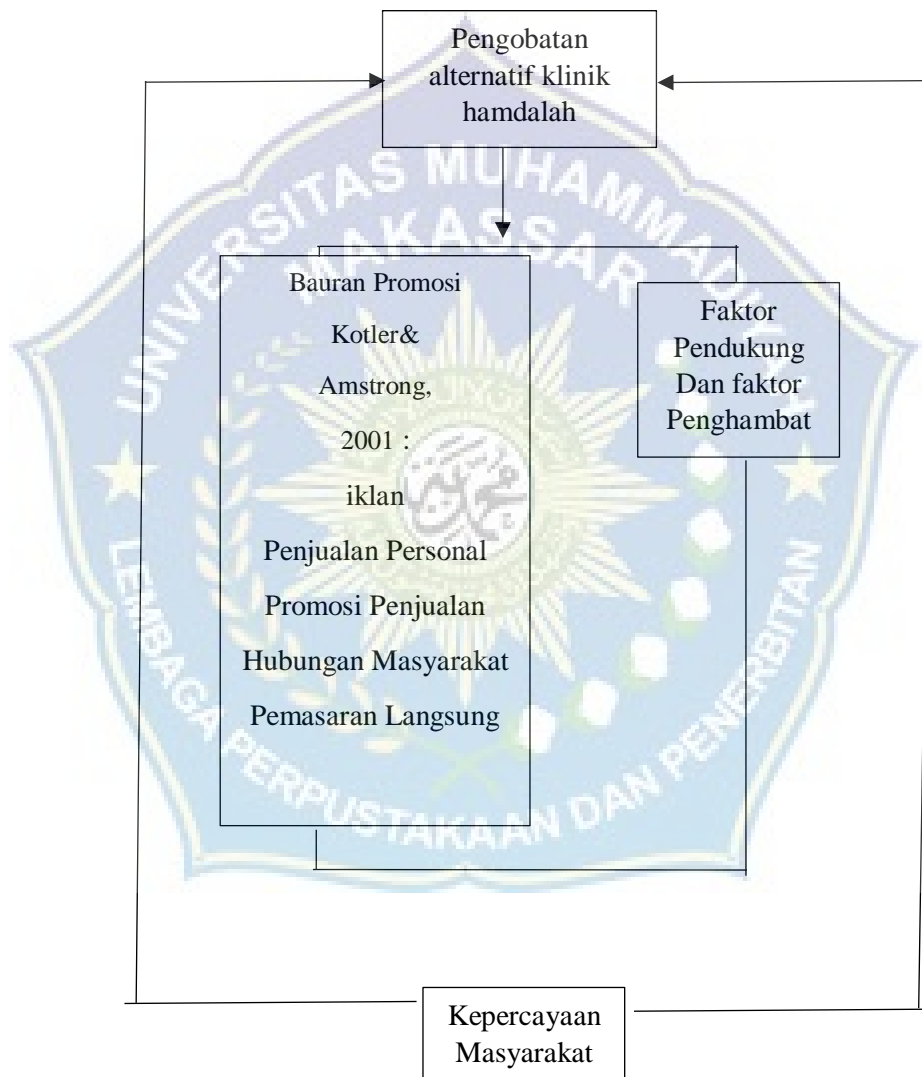 Pengobatan
alternatif klinik
hamdalah
UNIVERSITAS MUHAMMADIYAH
MAKASSAR
Bauran Promosi
Kotler&
Amstrong,
2001 :
iklan
Penjualan Personal
Promosi Penjualan
Hubungan Masyarakat
Pemasaran Langsung
Faktor
Pendukung
Dan faktor
Penghambat
LEMBAGA PERPUSTAKAAN DAN PENERBITAN
Kepercayaan
Masyarakat